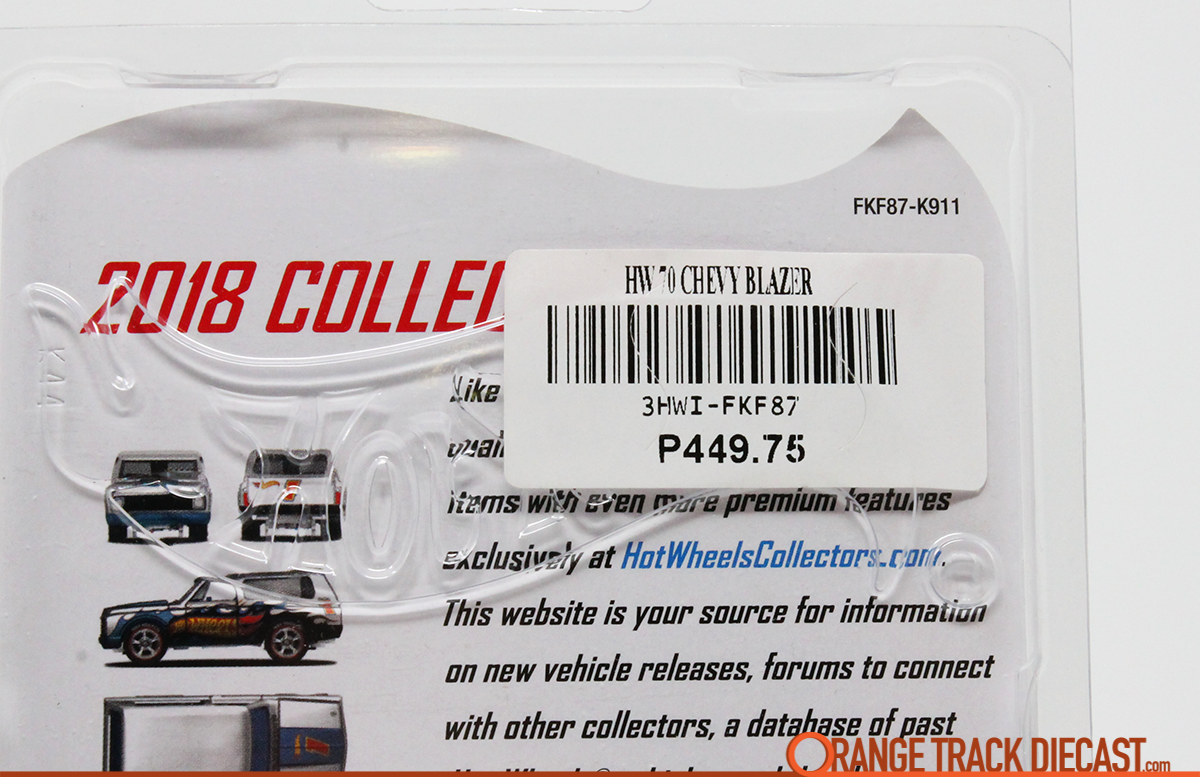 FKF87-K911
2018 COLLEC
HW 70 CHEVY BLAZER
3HWI-FKF87
P449.75
Like
quali
items with even more premium features
exclusively at HotWheelsCollectors.com.
This website is your source for information
on new vehicle releases, forums to connect
with other collectors, a database of past
ORANGE TRACK DIECAST.com